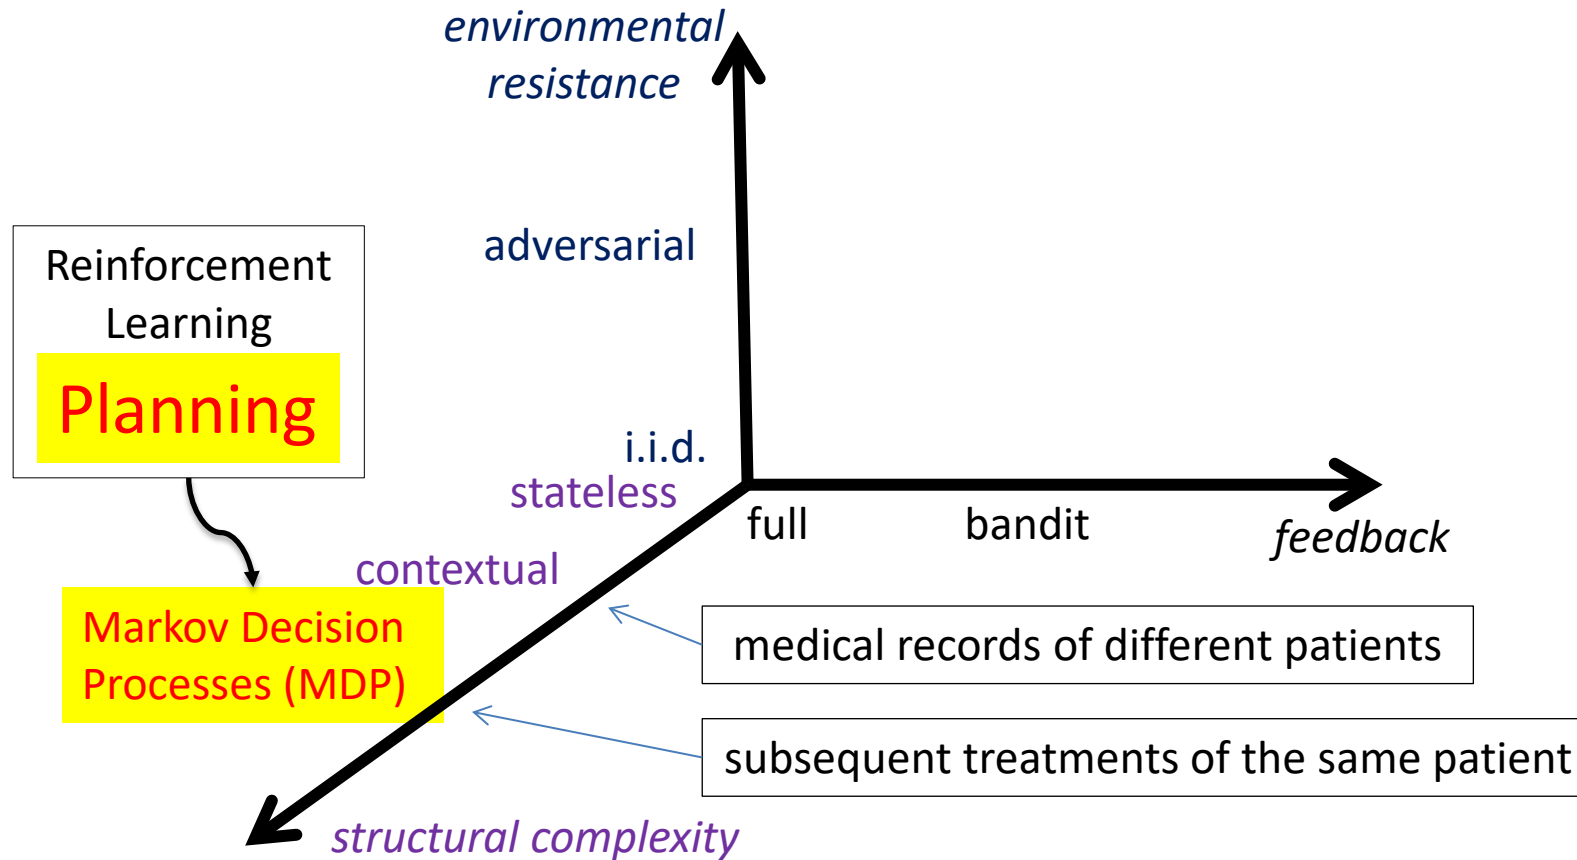 environmental
resistance
adversarial
Reinforcement
Learning
Planning
i.i.d.
stateless
full
bandit
feedback
contextual
Markov Decision
Processes (MDP)
medical records of different patients
subsequent treatments of the same patient
structural complexity